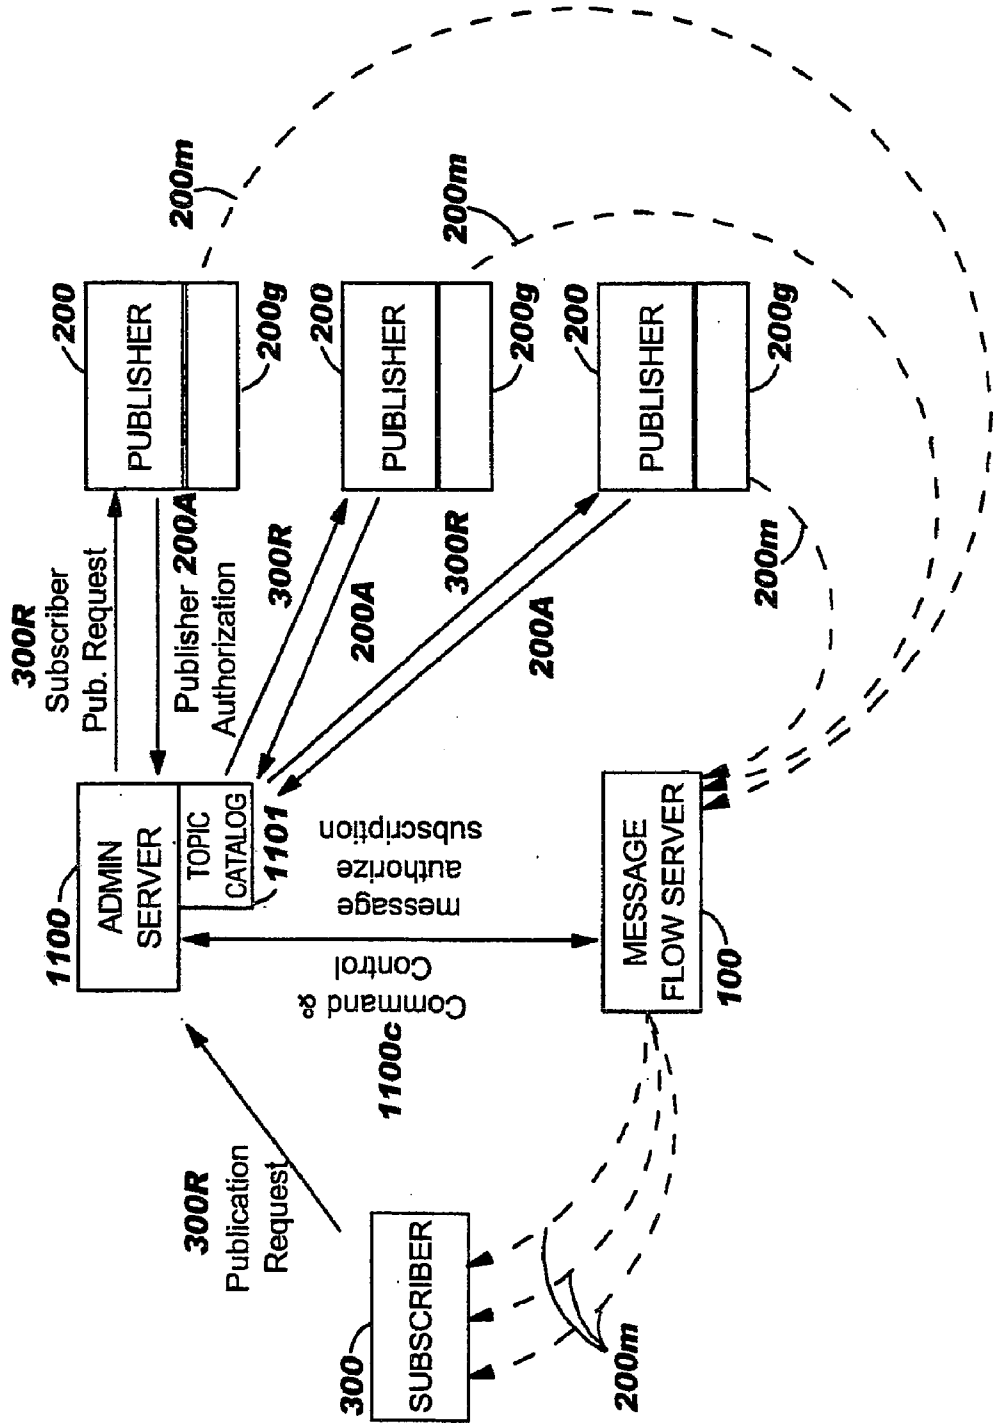 300R
Subscriber
Pub. Request
1100
ADMIN
SERVER
TOPIC
CATALOG
1101
Publisher 200A
Authorization
200
PUBLISHER
200g
200m
300R
200A
200
PUBLISHER
200g
200m
300R
200A
200
PUBLISHER
200g
200m
300R
Publication
Request
300
SUBSCRIBER
200m
1100c
Command &
Control
message
authorize
subscription
MESSAGE
FLOW SERVER
100